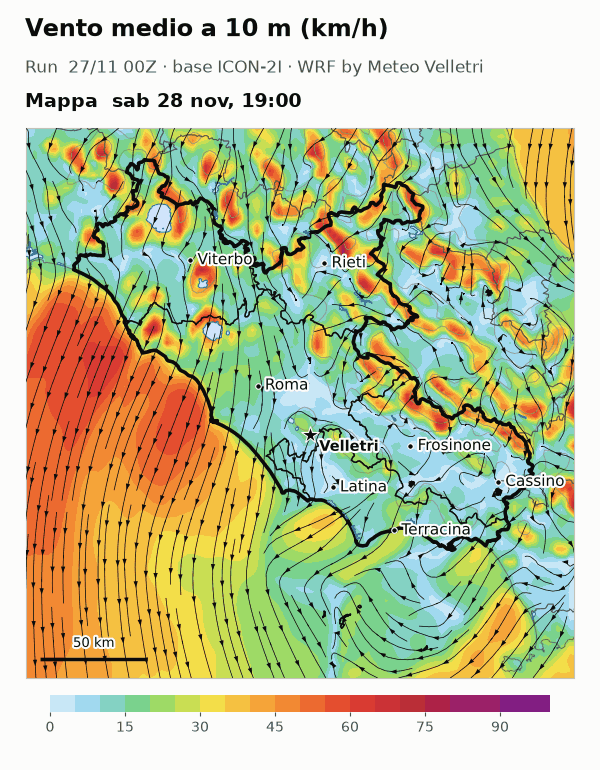 Vento medio a 10 m (km/h)
Run 27/11 00Z · base ICON-2I · WRF by Meteo Velletri
Mappa sab 28 nov, 19:00
Viterbo
Rieti
Roma
Velletri
Frosinone
Latina
Cassino
Terracina
50 km
0 15 30 45 60 75 90